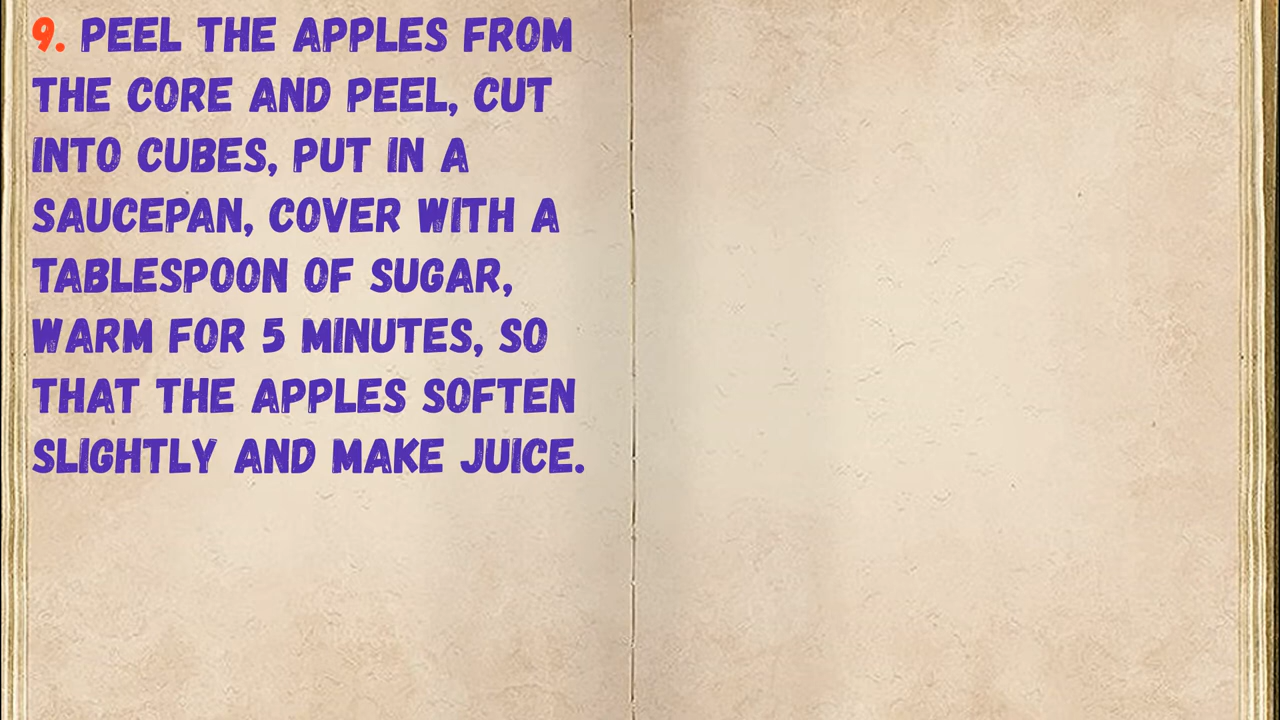 9. PEEL THE APPLES FROM
THE CORE AND PEEL, CUT
INTO CUBES, PUT IN A
SAUCEPAN, COVER WITH A
TABLESPOON OF SUGAR,
WARM FOR 5 MINUTES, SO
THAT THE APPLES SOFTEN
SLIGHTLY AND MAKE JUICE.